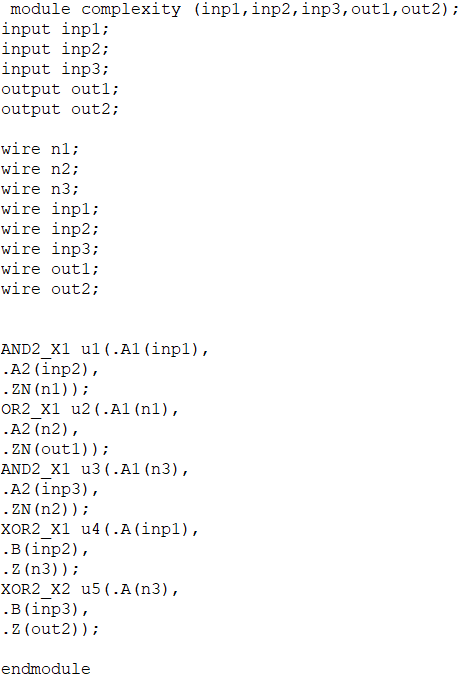 module complexity (inp1,inp2,inp3,out1,out2);
input inp1;
input inp2;
input inp3;
output out1;
output out2;
wire n1;
wire n2;
wire n3;
wire inp1;
wire inp2;
wire inp3;
wire out1;
wire out2;
AND2_X1 u1(.A1(inp1),
.A2(inp2),
.ZN(n1));
OR2_X1 u2(.A1(n1),
.A2(n2),
.ZN(out1));
AND2_X1 u3(.A1(n3),
.A2(inp3),
.ZN(n2));
XOR2_X1 u4(.A(inp1),
.B(inp2),
.Z(n3));
XOR2_X2 u5(.A(n3),
.B(inp3),
.Z(out2));
endmodule